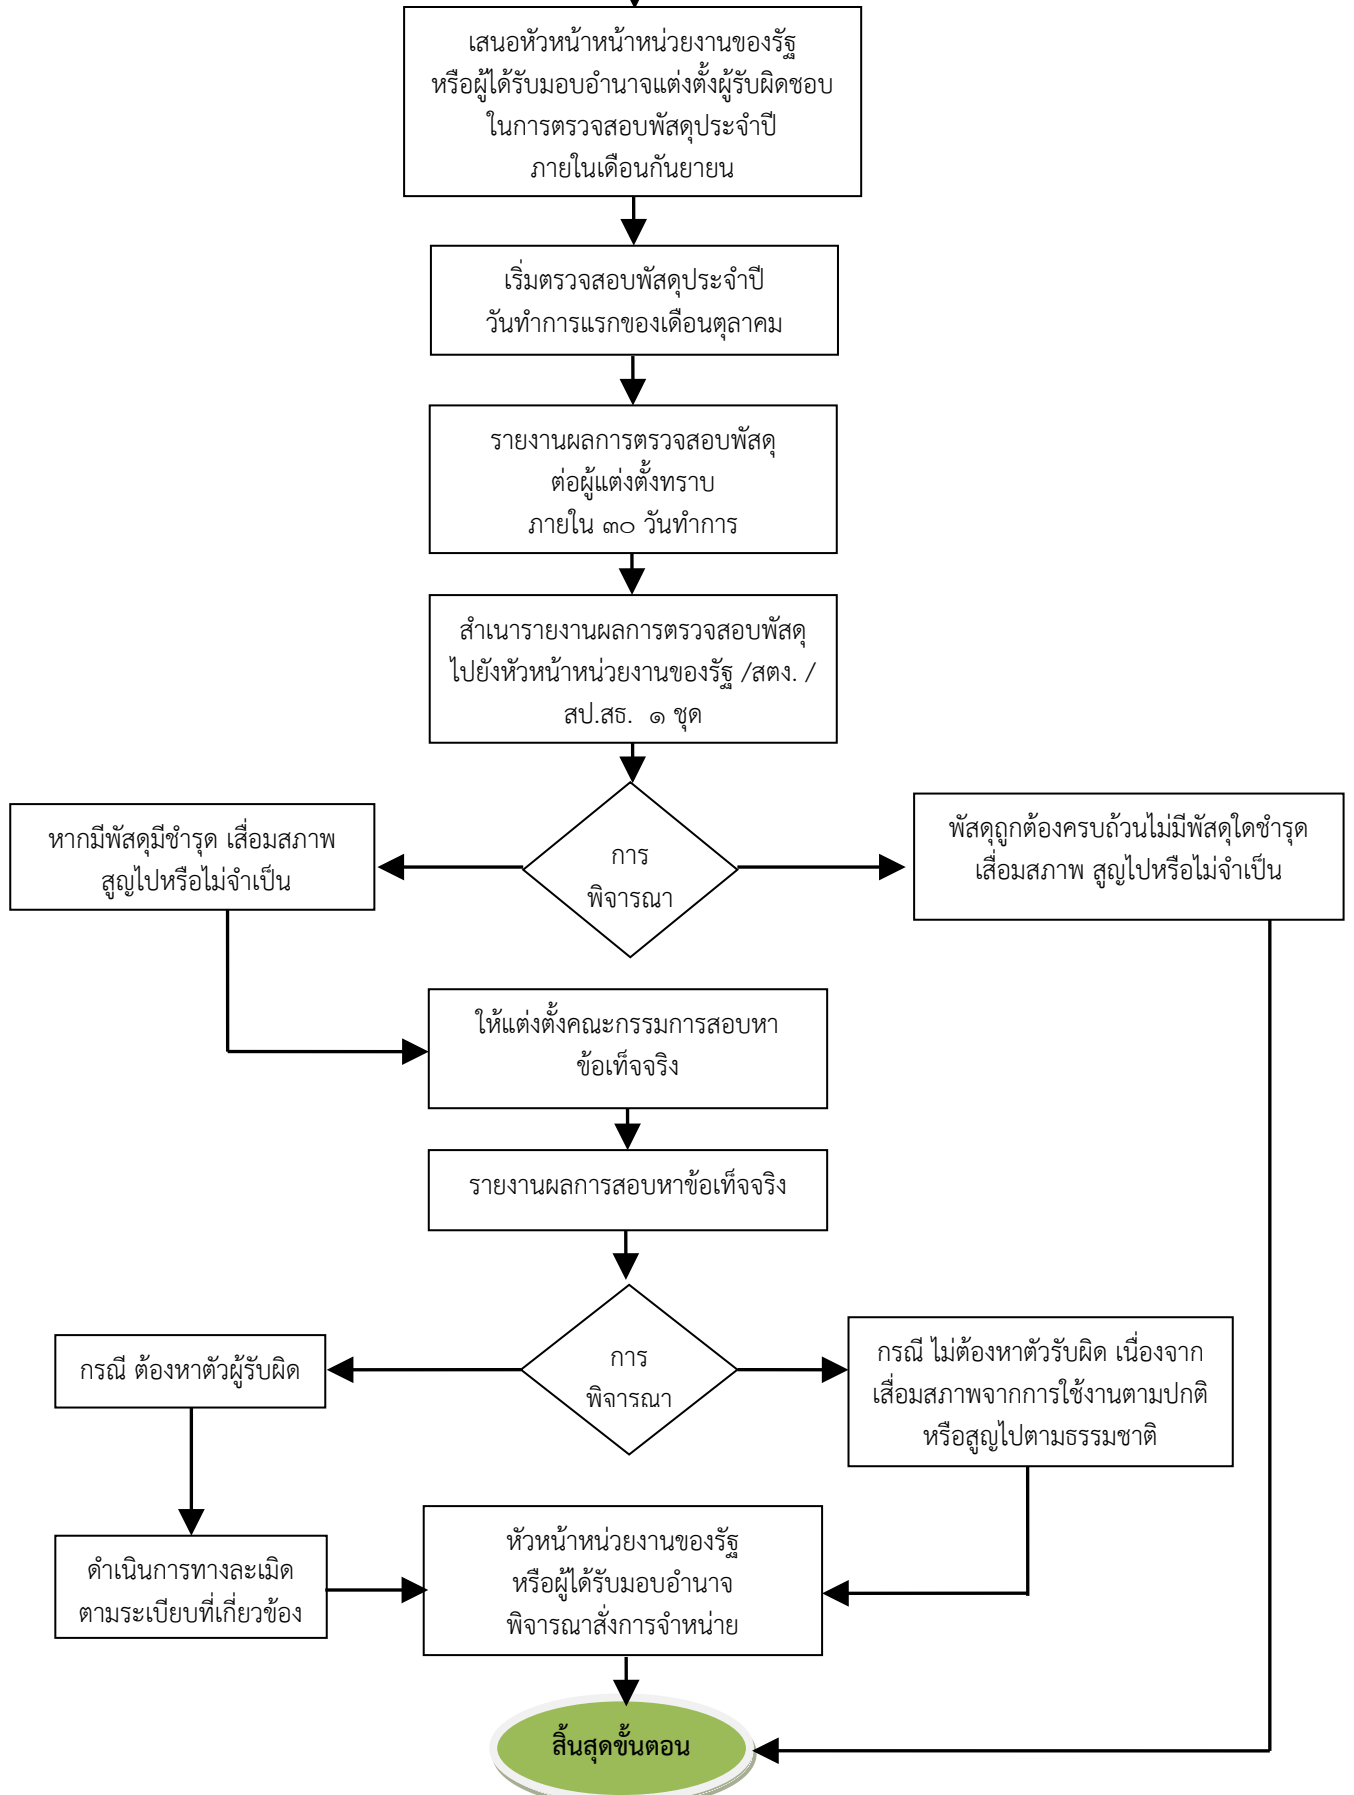 เสนอหัวหน้าหน้าหน่วยงานของรัฐ
หรือผู้ได้รับมอบอำนาจแต่งตั้งผู้รับผิดชอบ
ในการตรวจสอบพัสดุประจำปี
ภายในเดือนกันยายน
เริ่มตรวจสอบพัสดุประจำปี
วันทำการแรกของเดือนตุลาคม
รายงานผลการตรวจสอบพัสดุ
ต่อผู้แต่งตั้งทราบ
ภายใน ๓๐ วันทำการ
สำเนารายงานผลการตรวจสอบพัสดุ
ไปยังหัวหน้าหน่วยงานของรัฐ /สตง. /
สป.สธ. ๑ ชุด
หากมีพัสดุมีชำรุด เสื่อมสภาพ
สูญไปหรือไม่จำเป็น
การ
พิจารณา
พัสดุถูกต้องครบถ้วนไม่มีพัสดุใดชำรุด
เสื่อมสภาพ สูญไปหรือไม่จำเป็น
ให้แต่งตั้งคณะกรรมการสอบหา
ข้อเท็จจริง
รายงานผลการสอบหาข้อเท็จจริง
กรณี ต้องหาตัวผู้รับผิด
การ
พิจารณา
กรณี ไม่ต้องหาตัวรับผิด เนื่องจาก
เสื่อมสภาพจากการใช้งานตามปกติ
หรือสูญไปตามธรรมชาติ
ดำเนินการทางละเมิด
ตามระเบียบที่เกี่ยวข้อง
หัวหน้าหน่วยงานของรัฐ
หรือผู้ได้รับมอบอำนาจ
พิจารณาสั่งการจำหน่าย
สิ้นสุดขั้นตอน